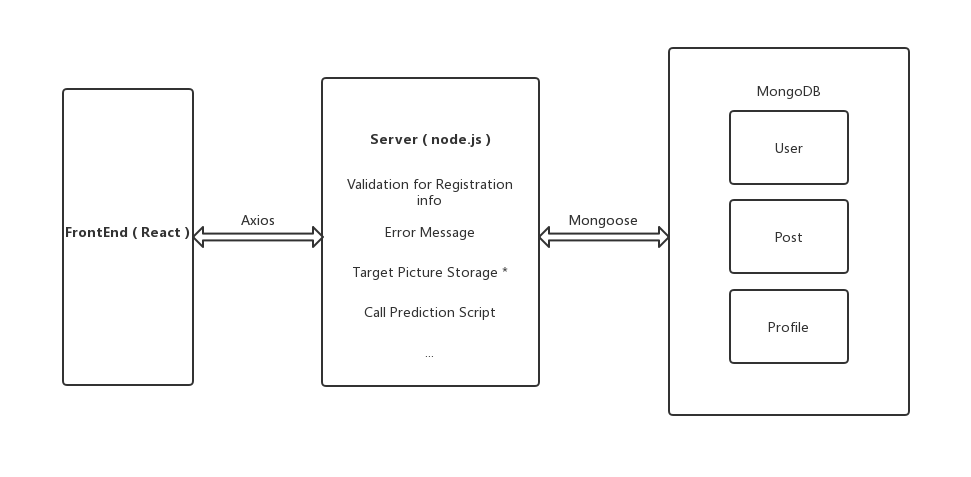 FrontEnd ( React )
Axios
Server ( node.js )
Validation for Registration
info
Error Message
Target Picture Storage *
Call Prediction Script
...
Mongoose
MongoDB
User
Post
Profile